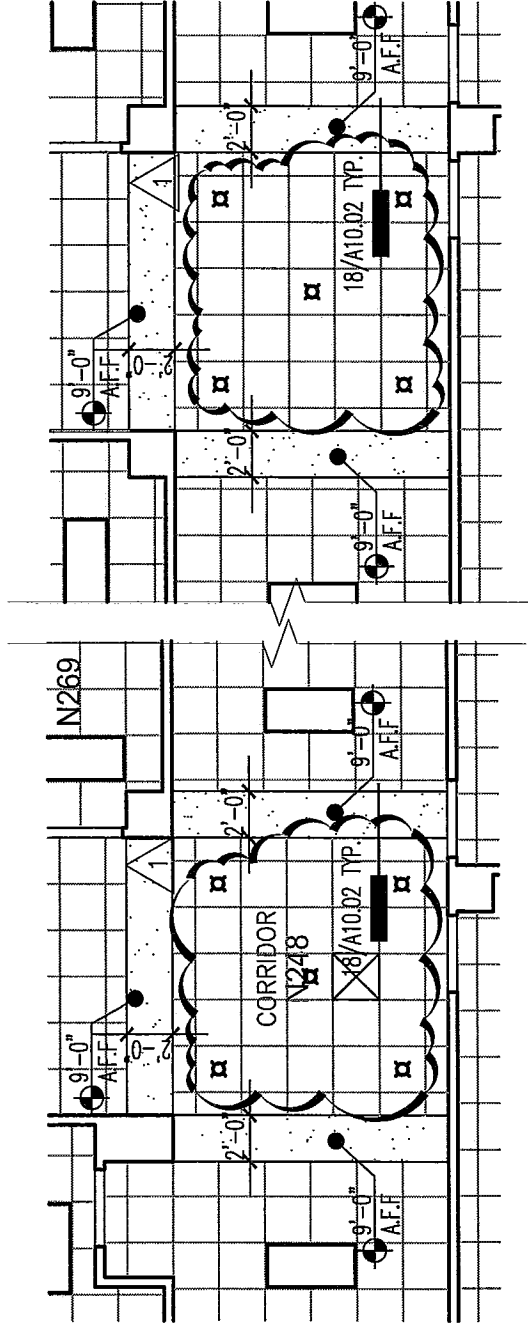 9'-0"
A.F.F
2'-0"
1
18/A10.02 TYP.
9'-0"
A.F.F
2'-0"
2'-0"
9'-0"
A.F.F
N269
9'-0"
A.F.F
2'-0"
1
18/A10.02 TYP.
CORRIDOR
N248
9'-0"
A.F.F
2'-0"
2'-0"
9'-0"
A.F.F